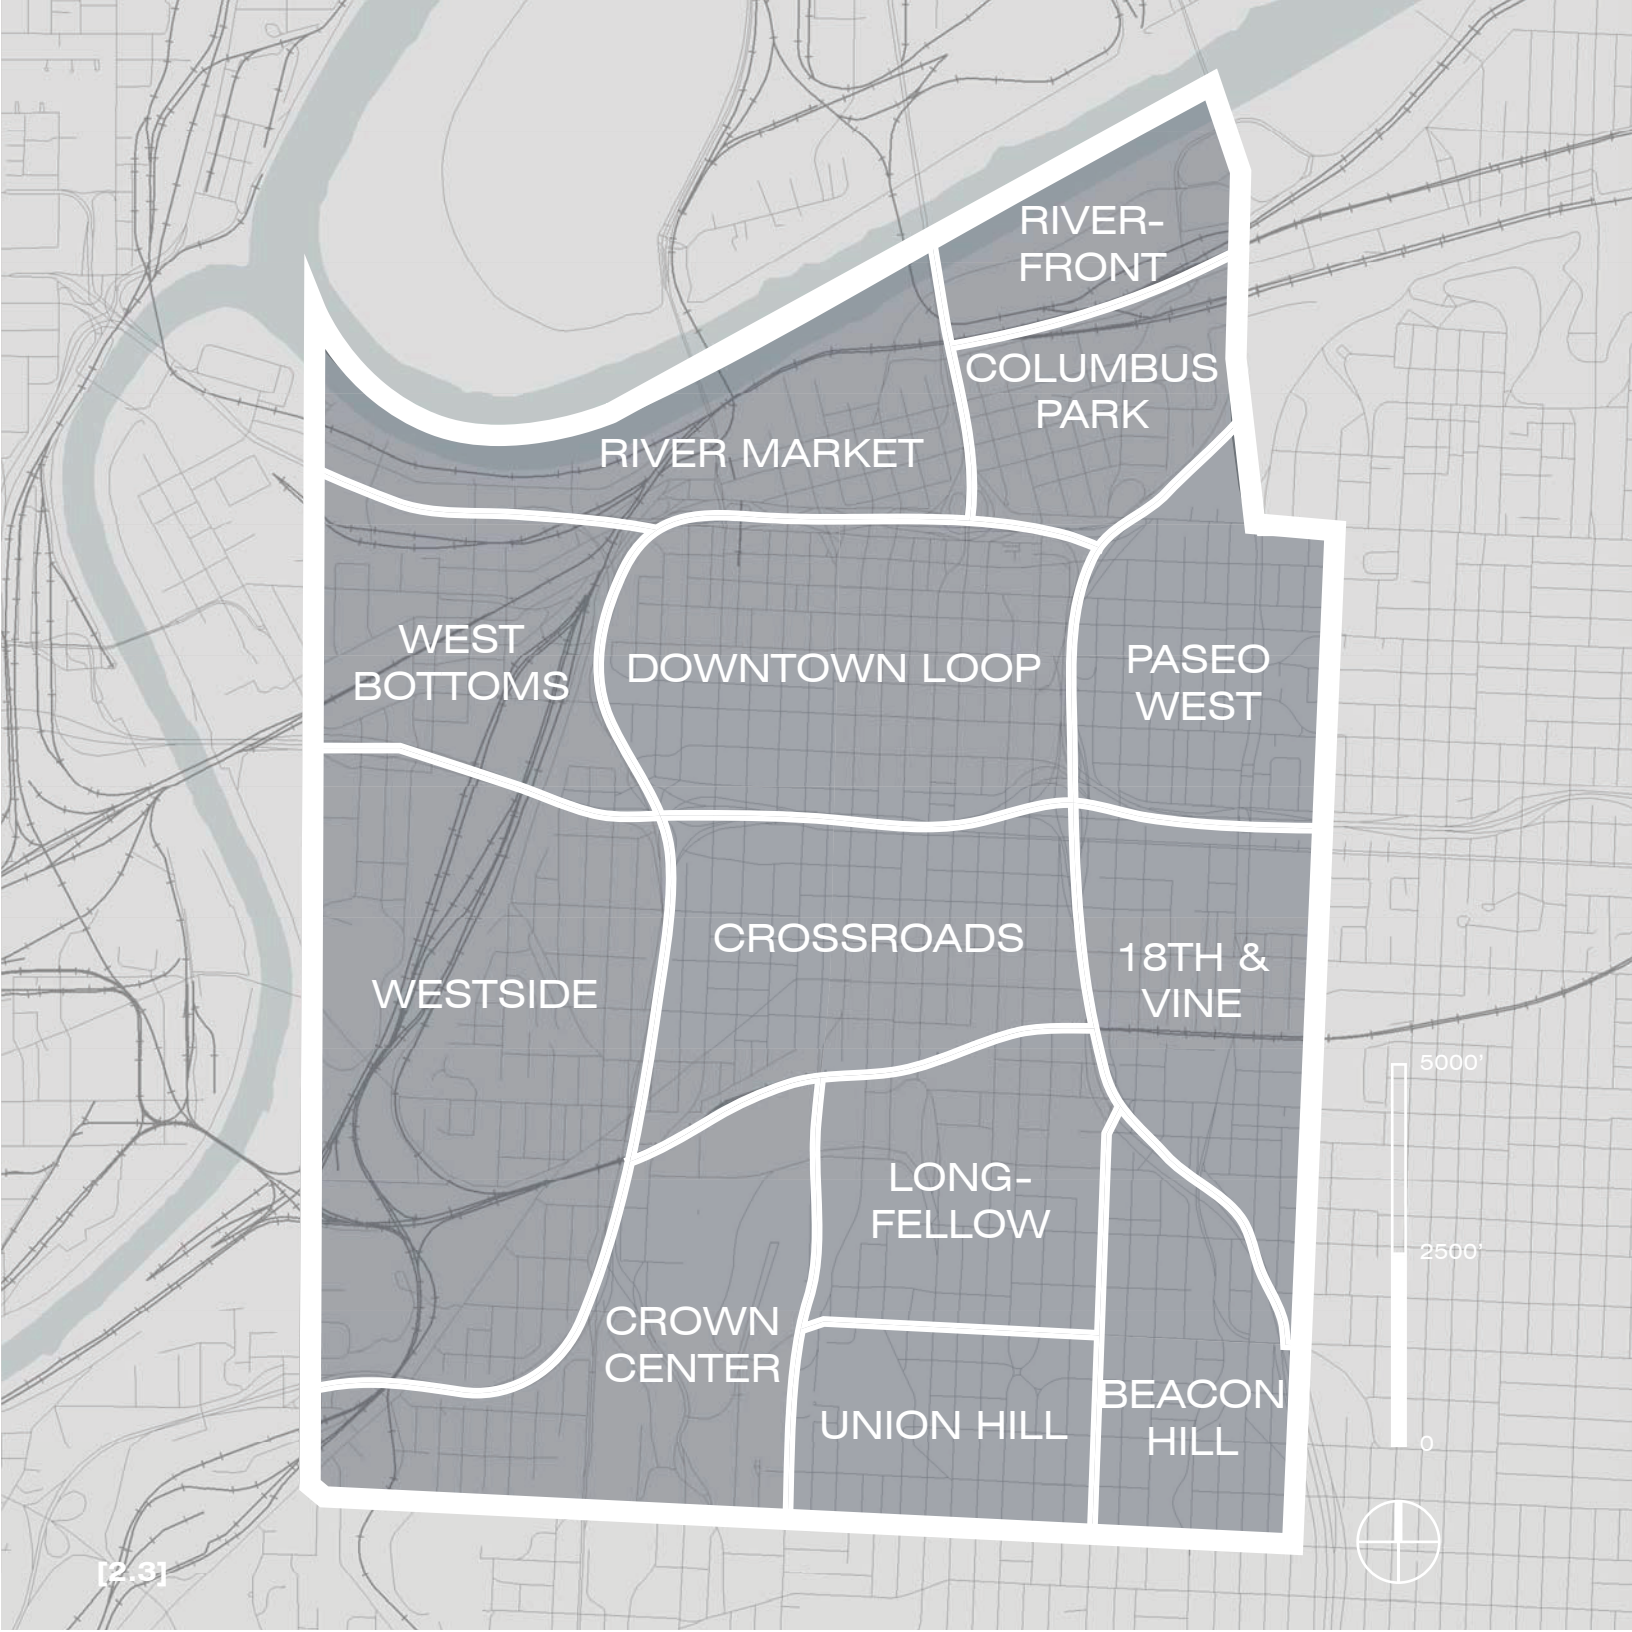 RIVER-
FRONT
COLUMBUS
PARK
RIVER MARKET
WEST
BOTTOMS
DOWNTOWN LOOP
PASEO
WEST
CROSSROADS
18TH &
VINE
WESTSIDE
5000'
LONG-
FELLOW
2500'
CROWN
CENTER
UNION HILL
BEACON
HILL
0
[2.3]